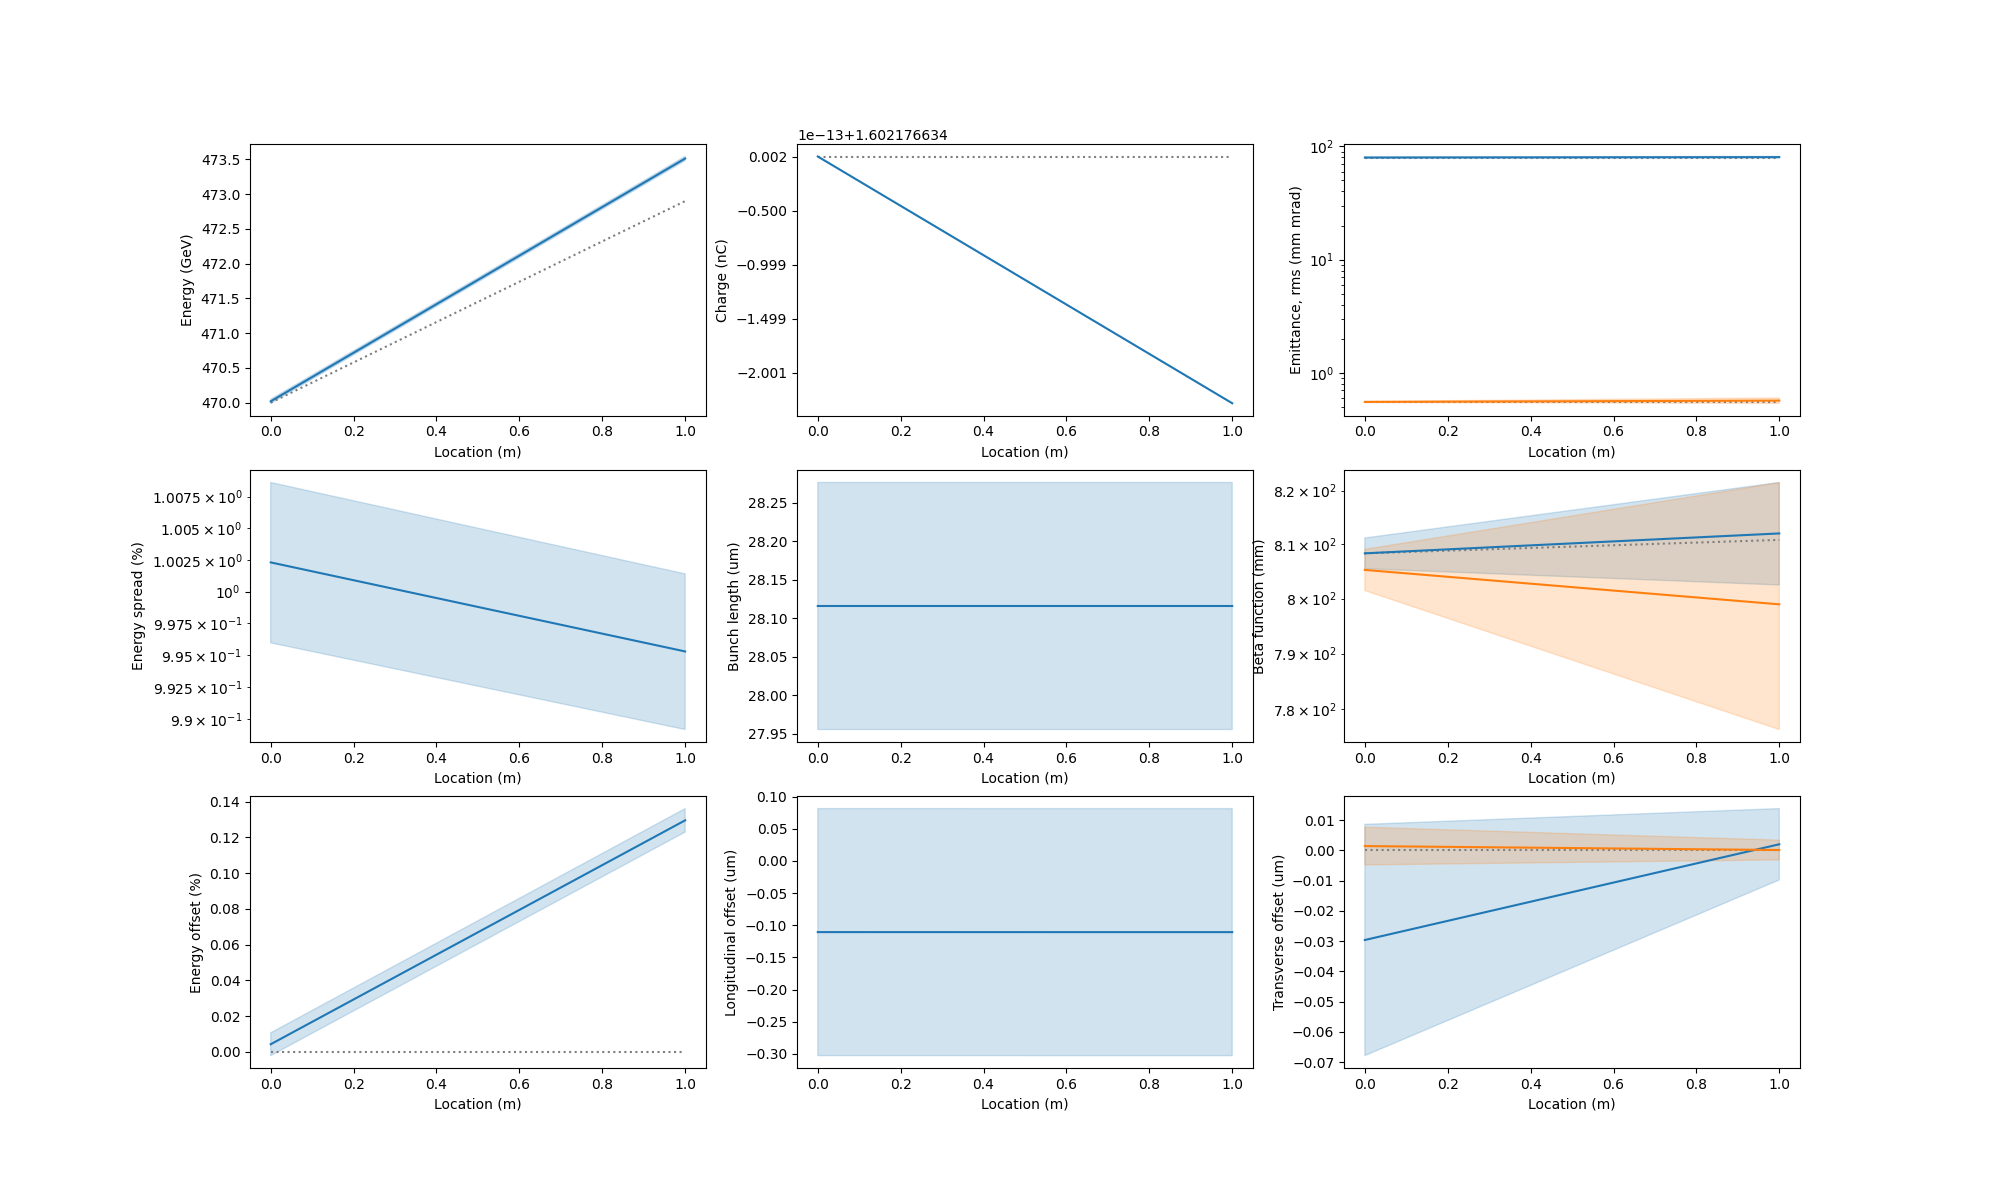 473.5
473.0
472.5
472.0
471.5
471.0
470.5
470.0
Energy (GeV)
0.0 0.2 0.4 0.6 0.8 1.0
Location (m)
1e−13+1.602176634
0.002
−0.500
−0.999
−1.499
−2.001
Charge (nC)
0.0 0.2 0.4 0.6 0.8 1.0
Location (m)
10²
10¹
10⁰
Emittance, rms (mm mrad)
0.0 0.2 0.4 0.6 0.8 1.0
Location (m)
1.0075 × 10⁰
1.005 × 10⁰
1.0025 × 10⁰
10⁰
9.975 × 10⁻¹
9.95 × 10⁻¹
9.925 × 10⁻¹
9.9 × 10⁻¹
Energy spread (%)
0.0 0.2 0.4 0.6 0.8 1.0
Location (m)
28.25
28.20
28.15
28.10
28.05
28.00
27.95
Bunch length (um)
0.0 0.2 0.4 0.6 0.8 1.0
Location (m)
8.2 × 10²
8.1 × 10²
8 × 10²
7.9 × 10²
7.8 × 10²
Beta function (mm)
0.0 0.2 0.4 0.6 0.8 1.0
Location (m)
0.14
0.12
0.10
0.08
0.06
0.04
0.02
0.00
Energy offset (%)
0.0 0.2 0.4 0.6 0.8 1.0
Location (m)
0.10
0.05
0.00
−0.05
−0.10
−0.15
−0.20
−0.25
−0.30
Longitudinal offset (um)
0.0 0.2 0.4 0.6 0.8 1.0
Location (m)
0.01
0.00
−0.01
−0.02
−0.03
−0.04
−0.05
−0.06
−0.07
Transverse offset (um)
0.0 0.2 0.4 0.6 0.8 1.0
Location (m)